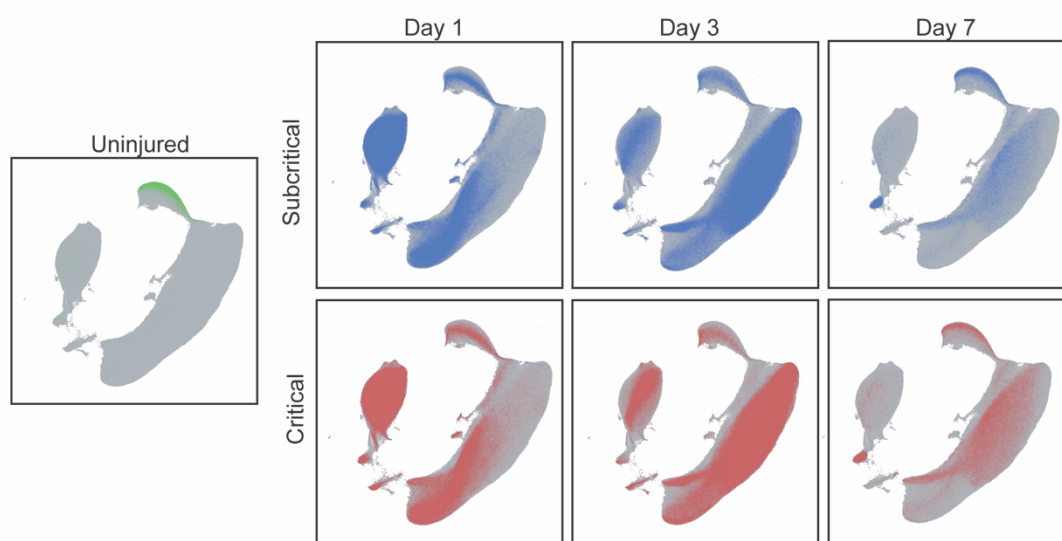 Day 1
Day 3
Day 7
Uninjured
Subcritical
Critical